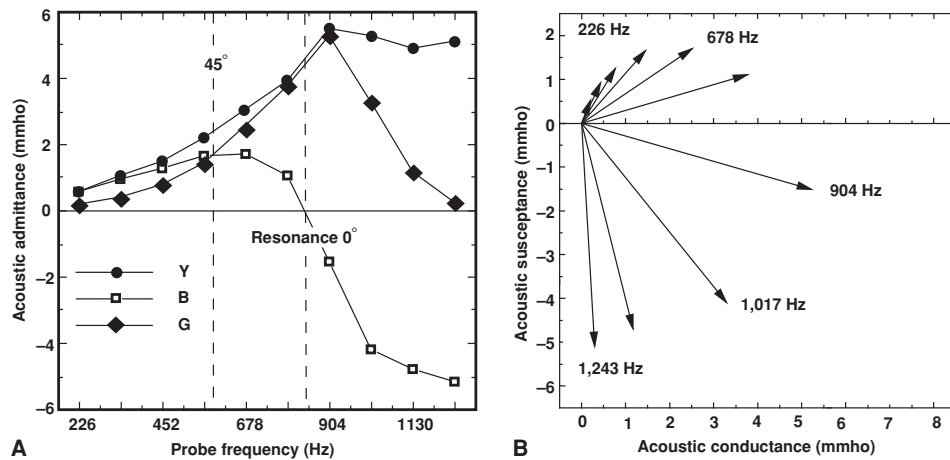 6
4
2
0
–2
–4
–6
Acoustic admittance (mmho)
45°
Resonance 0°
Y
B
G
226
452
678
904
1130
A
Probe frequency (Hz)
2
1
0
–1
–2
–3
–4
–5
–6
Acoustic susceptance (mmho)
226 Hz
678 Hz
904 Hz
1,017 Hz
1,243 Hz
0
1
2
3
4
5
6
7
8
B
Acoustic conductance (mmho)